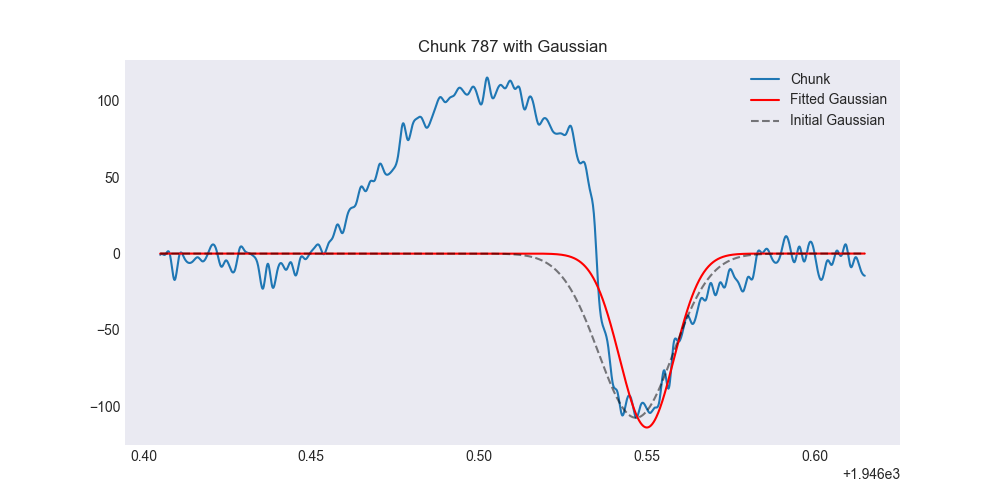 Chunk 787 with Gaussian
Chunk
Fitted Gaussian
Initial Gaussian
100
50
0
−50
−100
0.40 0.45 0.50 0.55 0.60
+1.946e3